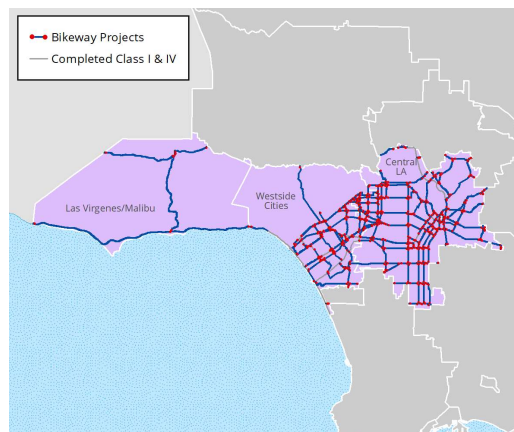 Bikeway Projects
Completed Class I & IV
Central
LA
Westside
Cities
Las Virgenes/Malibu